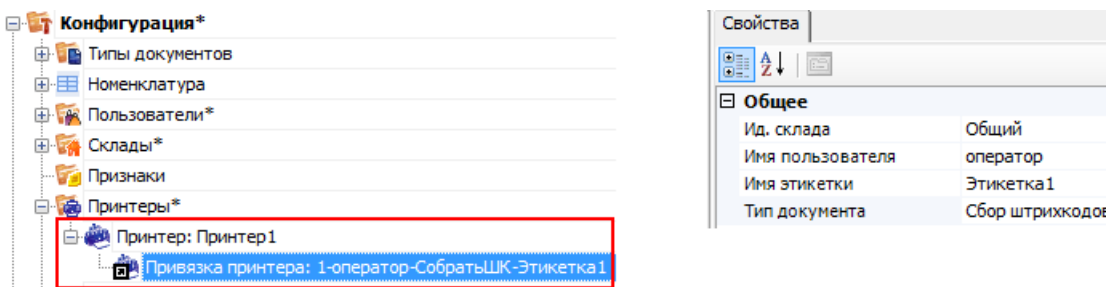 Конфигурация*
Типы документов
Номенклатура
Пользователи*
Склады*
Признаки
Принтеры*
Принтер: Принтер1
Привязка принтера: 1-оператор-СобратьШК-Этикетка1
Свойства
Общее
Ид. склада Общий
Имя пользователя оператор
Имя этикетки Этикетка1
Тип документа Сбор штрихкодов